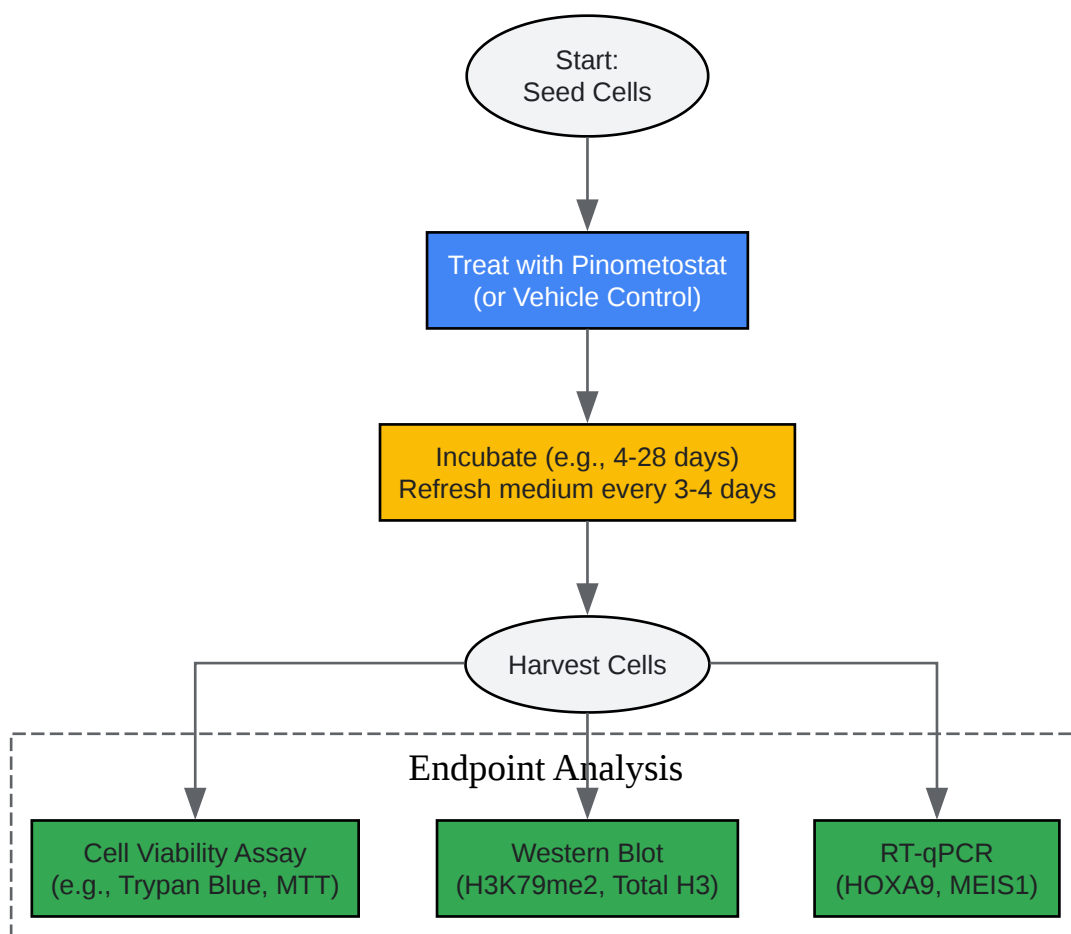 Start:
Seed Cells
Treat with Pinometostat
(or Vehicle Control)
Incubate (e.g., 4-28 days)
Refresh medium every 3-4 days
Harvest Cells
Endpoint Analysis
Cell Viability Assay
(e.g., Trypan Blue, MTT)
Western Blot
(H3K79me2, Total H3)
RT-qPCR
(HOXA9, MEIS1)